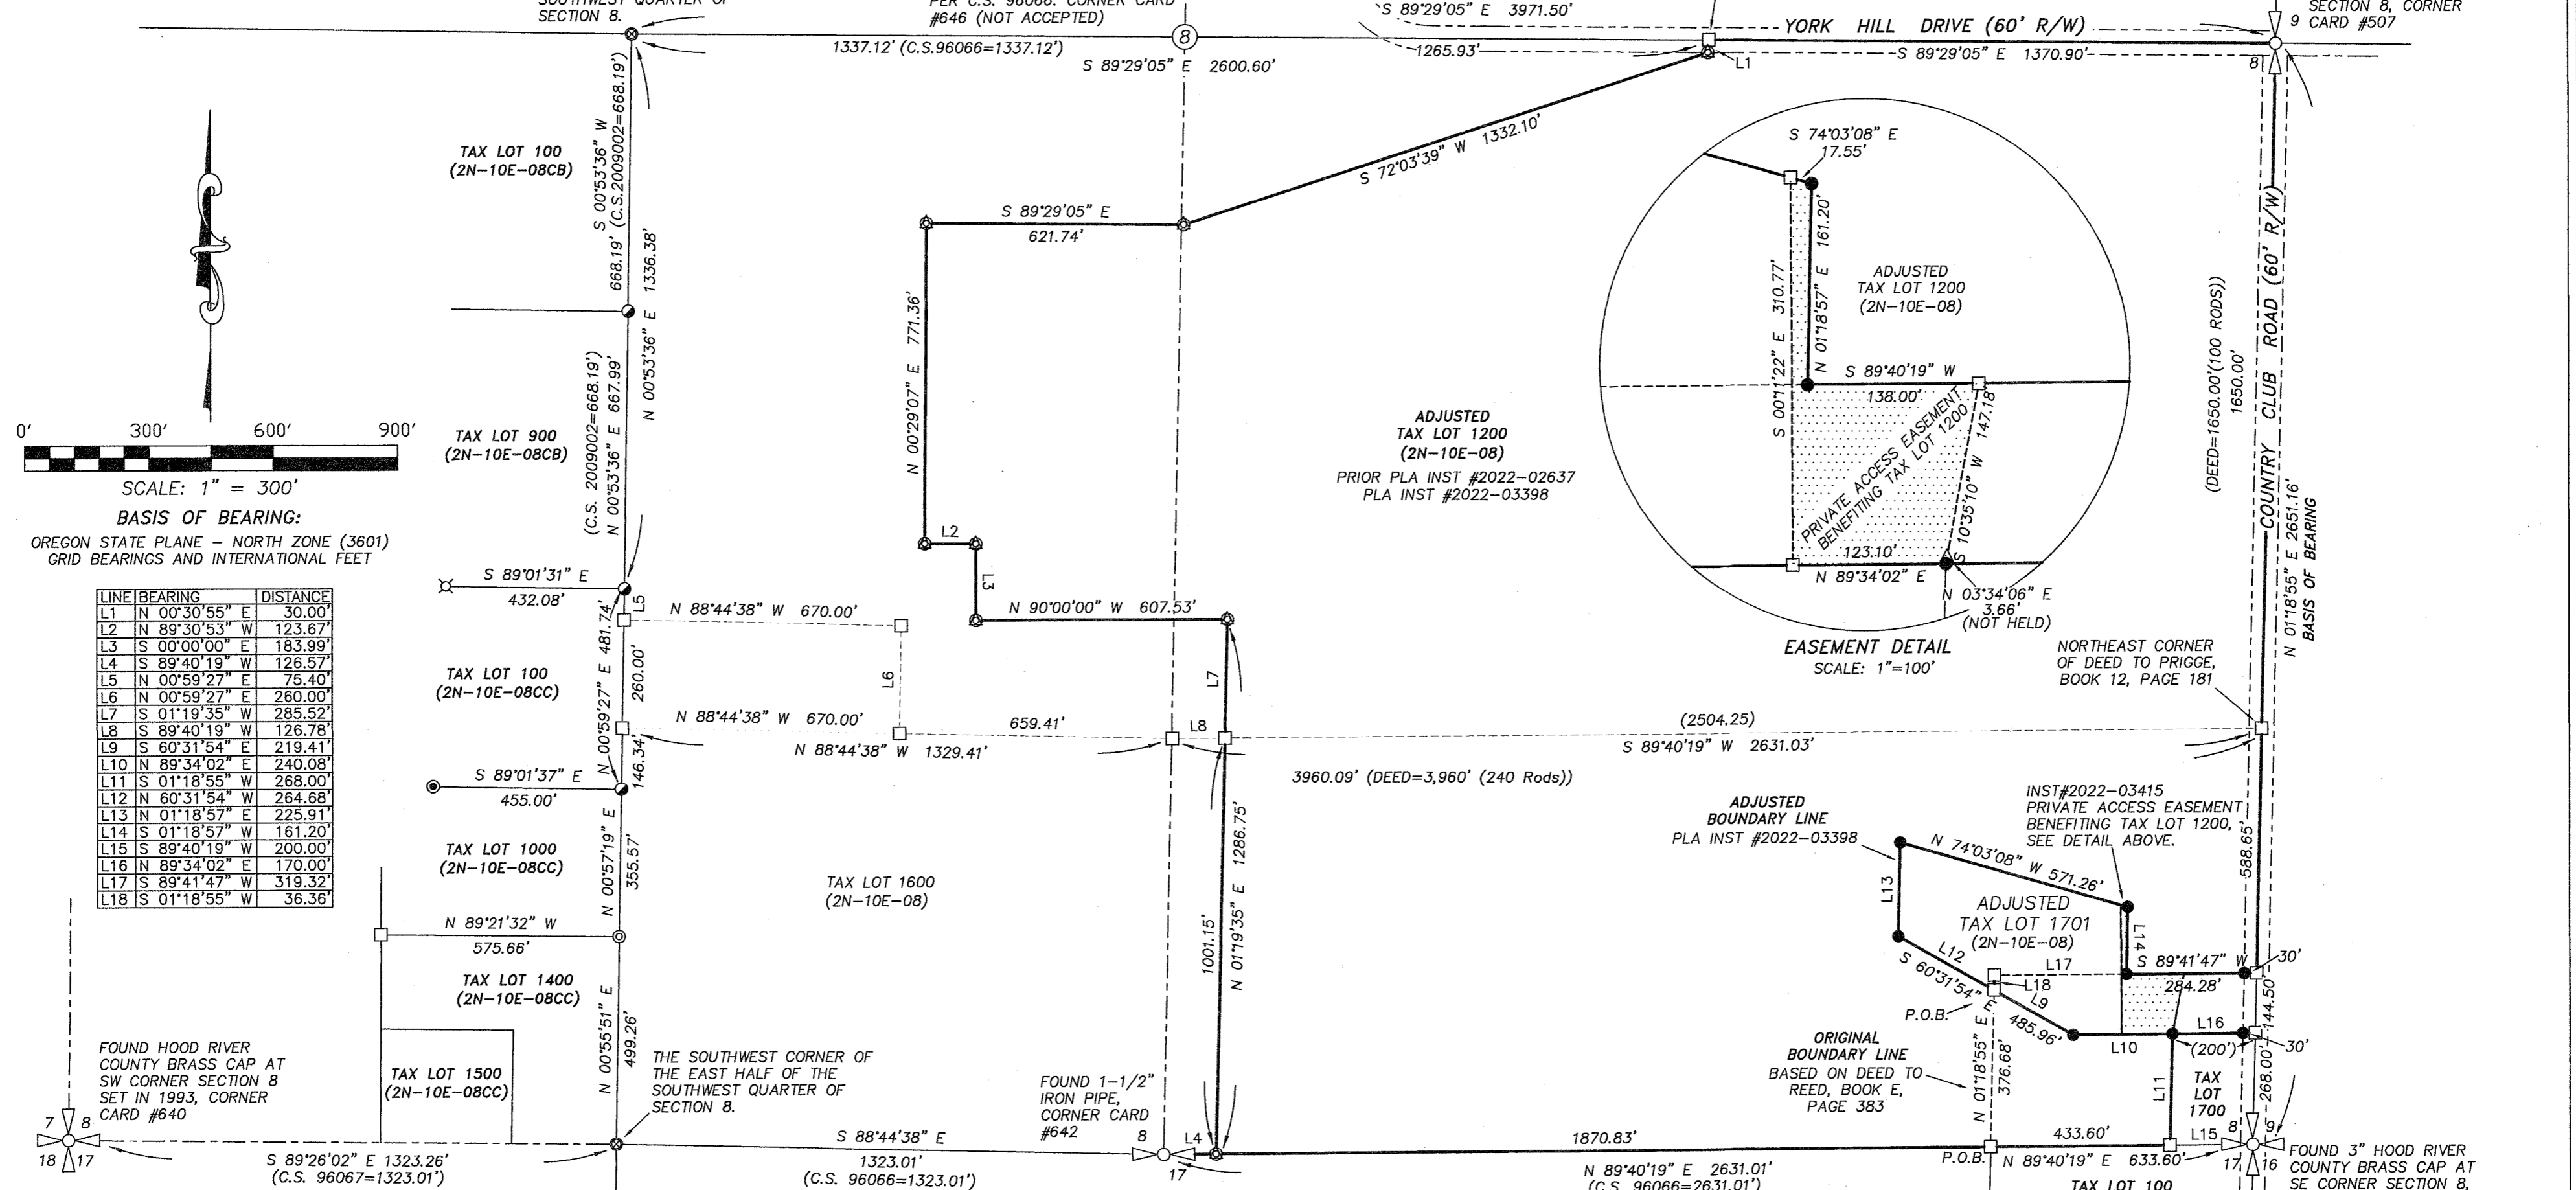 SOUTHWEST QUARTER OF
SECTION 8.
PER C.S. 96066. CORNER CARD
#646 (NOT ACCEPTED)
S 89°29'05" E 3971.50'
SECTION 8, CORNER
9 CARD #507
1337.12' (C.S.96066=1337.12')
8
S 89°29'05" E 2600.60'
1265.93'
YORK HILL DRIVE (60' R/W)
L1
S 89°29'05" E 1370.90'
8
TAX LOT 100
(2N-10E-08CB)
S 00°53'36" W
668.19' (C.S.2009002=668.19')
N 00°53'36" E 1336.38'
S 72°03'39" W 1332.10'
S 89°29'05" E
621.74'
N 00°29'07" E 771.36'
S 74°03'08" E
17.55'
S 00°11'22" E 310.77'
N 01°18'57" E 161.20'
ADJUSTED
TAX LOT 1200
(2N-10E-08)
S 89°40'19" W
138.00'
PRIVATE ACCESS EASEMENT
BENEFITING TAX LOT 1200
S 10°35'10" W 147.18'
123.10'
N 89°34'02" E
N 03°34'06" E
3.66'
(NOT HELD)
EASEMENT DETAIL
SCALE: 1"=100'
COUNTRY CLUB ROAD (60' R/W)
(DEED=1650.00'(100 RODS))
1650.00'
N 01°18'55" E 2651.16'
BASIS OF BEARING
0' 300' 600' 900'
SCALE: 1" = 300'
BASIS OF BEARING:
OREGON STATE PLANE - NORTH ZONE (3601)
GRID BEARINGS AND INTERNATIONAL FEET
TAX LOT 900
(2N-10E-08CB)
(C.S. 2009002=668.19')
N 00°53'36" E 667.99'
ADJUSTED
TAX LOT 1200
(2N-10E-08)
PRIOR PLA INST #2022-02637
PLA INST #2022-03398
L2
L3
N 90°00'00" W 607.53'
LINE BEARING DISTANCE
L1 N 00°30'55" E 30.00'
L2 N 89°30'53" W 123.67'
L3 S 00°00'00" E 183.99'
L4 S 89°40'19" W 126.57'
L5 N 00°59'27" E 75.40'
L6 N 00°59'27" E 260.00'
L7 S 01°19'35" W 285.52'
L8 S 89°40'19" W 126.78'
L9 S 60°31'54" E 219.41'
L10 N 89°34'02" E 240.08'
L11 S 01°18'55" W 268.00'
L12 N 60°31'54" W 264.68'
L13 N 01°18'57" E 225.91'
L14 S 01°18'57" W 161.20'
L15 S 89°40'19" W 200.00'
L16 N 89°34'02" E 170.00'
L17 S 89°41'47" W 319.32'
L18 S 01°18'55" W 36.36'
S 89°01'31" E
432.08'
L5
N 88°44'38" W 670.00'
N 00°59'27" E 481.74'
260.00'
146.34'
TAX LOT 100
(2N-10E-08CC)
L6
L7
NORTHEAST CORNER
OF DEED TO PRIGGE,
BOOK 12, PAGE 181
N 88°44'38" W 670.00'
659.41'
L8
(2504.25)
N 88°44'38" W 1329.41'
S 89°40'19" W 2631.03'
S 89°01'37" E
455.00'
3960.09' (DEED=3,960' (240 Rods))
ADJUSTED
BOUNDARY LINE
PLA INST #2022-03398
INST#2022-03415
PRIVATE ACCESS EASEMENT
BENEFITING TAX LOT 1200,
SEE DETAIL ABOVE.
588.65'
TAX LOT 1000
(2N-10E-08CC)
N 00°57'19" E
355.57'
TAX LOT 1600
(2N-10E-08)
1001.15'
N 01°19'35" E 1286.75'
N 74°03'08" W 571.26'
L13
ADJUSTED
TAX LOT 1701
(2N-10E-08)
L14
N 89°21'32" W
575.66'
L12
S 60°31'54" E
485.96'
L17
S 89°41'47" W
284.28'
30'
L18
L9
P.O.B.
144.50'
TAX LOT 1400
(2N-10E-08CC)
N 00°55'51" E
499.26'
L16
L10
(200')
30'
FOUND HOOD RIVER
COUNTY BRASS CAP AT
SW CORNER SECTION 8
SET IN 1993, CORNER
CARD #640
TAX LOT 1500
(2N-10E-08CC)
THE SOUTHWEST CORNER OF
THE EAST HALF OF THE
SOUTHWEST QUARTER OF
SECTION 8.
FOUND 1-1/2"
IRON PIPE,
CORNER CARD
#642
ORIGINAL
BOUNDARY LINE
BASED ON DEED TO
REED, BOOK E,
PAGE 383
N 01°18'55" E
376.68'
L11
TAX
LOT
1700
268.00'
7 8
18 17
S 89°26'02" E 1323.26'
(C.S. 96067=1323.01')
S 88°44'38" E
1323.01'
(C.S. 96066=1323.01')
8
17
L4
1870.83'
N 89°40'19" E 2631.01'
(C.S. 96066=2631.01')
P.O.B.
433.60'
N 89°40'19" E 633.60'
L15
8 9
17 16
TAX LOT 100
FOUND 3" HOOD RIVER
COUNTY BRASS CAP AT
SE CORNER SECTION 8,